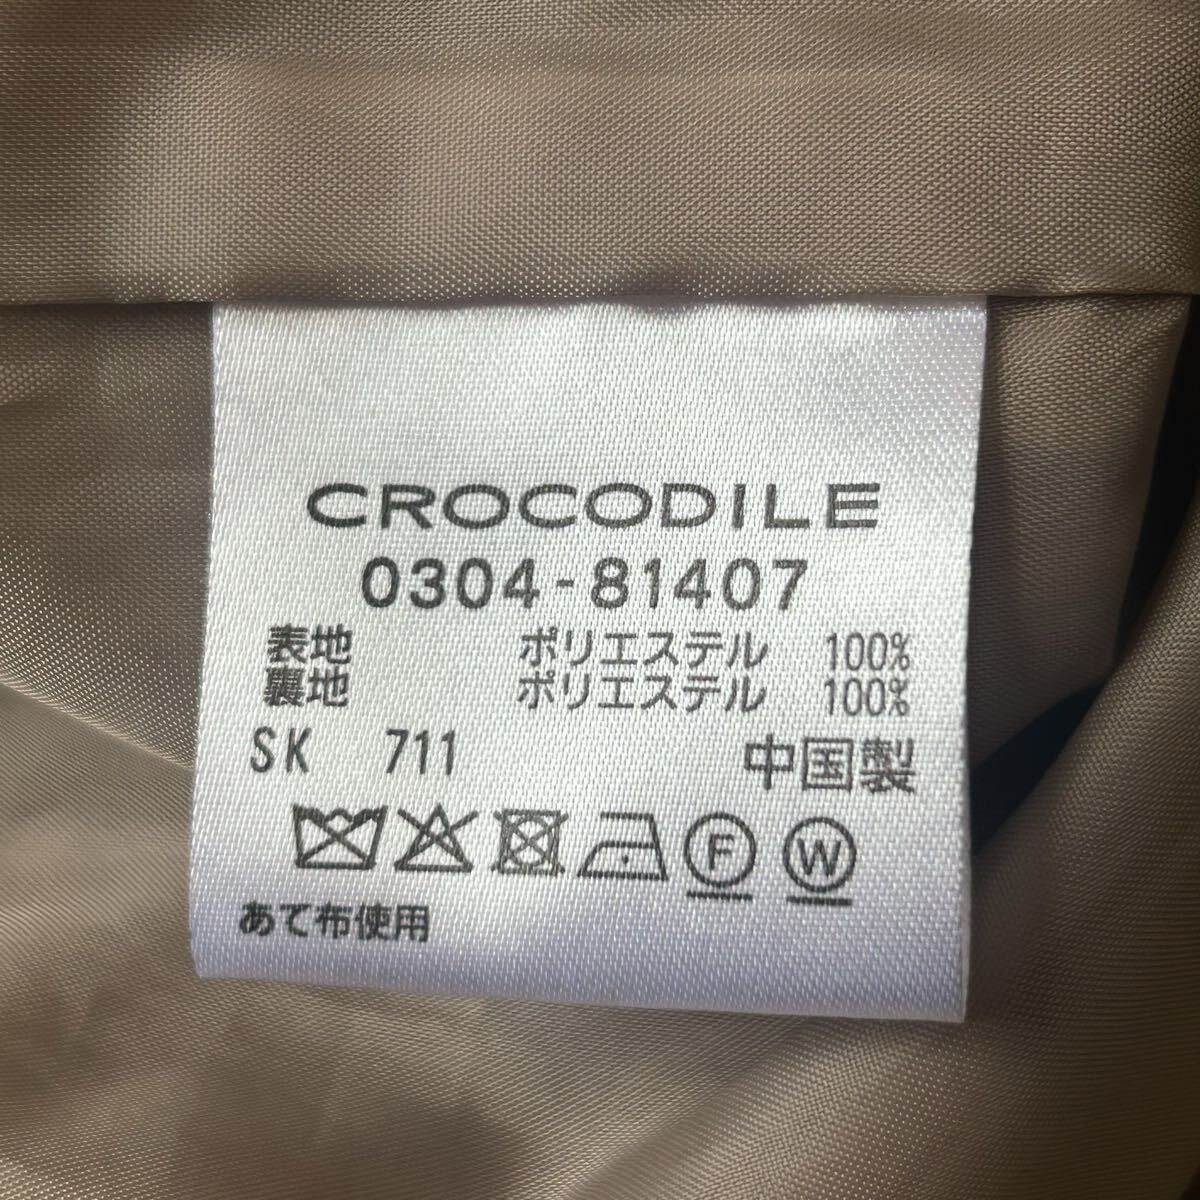 CROCODILE
0304-81407
表地 ポリエステル 100%
裏地 ポリエステル 100%
SK 711 中国製
F W
あて布使用